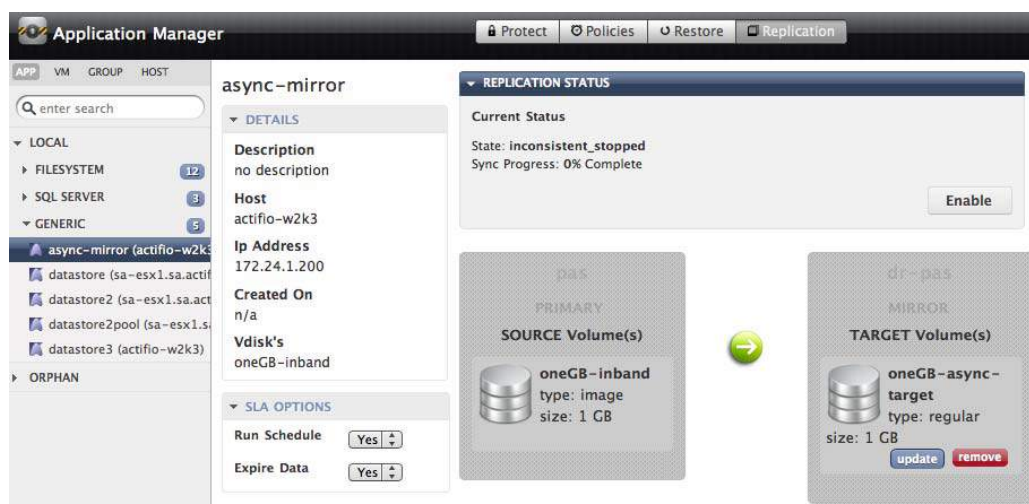 Application Manager
Protect
Policies
Restore
Replication
APP
VM
GROUP
HOST
enter search
LOCAL
FILESYSTEM
12
SQL SERVER
3
GENERIC
5
async-mirror (actifio-w2k3
datastore (sa-esx1.sa.actif
datastore2 (sa-esx1.sa.act
datastore2pool (sa-esx1.s
datastore3 (actifio-w2k3)
ORPHAN
async-mirror
DETAILS
Description
no description
Host
actifio-w2k3
Ip Address
172.24.1.200
Created On
n/a
Vdisk's
oneGB-inband
SLA OPTIONS
Run Schedule
Yes
Expire Data
Yes
REPLICATION STATUS
Current Status
State: inconsistent_stopped
Sync Progress: 0% Complete
Enable
pas
PRIMARY
SOURCE Volume(s)
oneGB-inband
type: image
size: 1 GB
dr-pas
MIRROR
TARGET Volume(s)
oneGB-async-
target
type: regular
size: 1 GB
update
remove